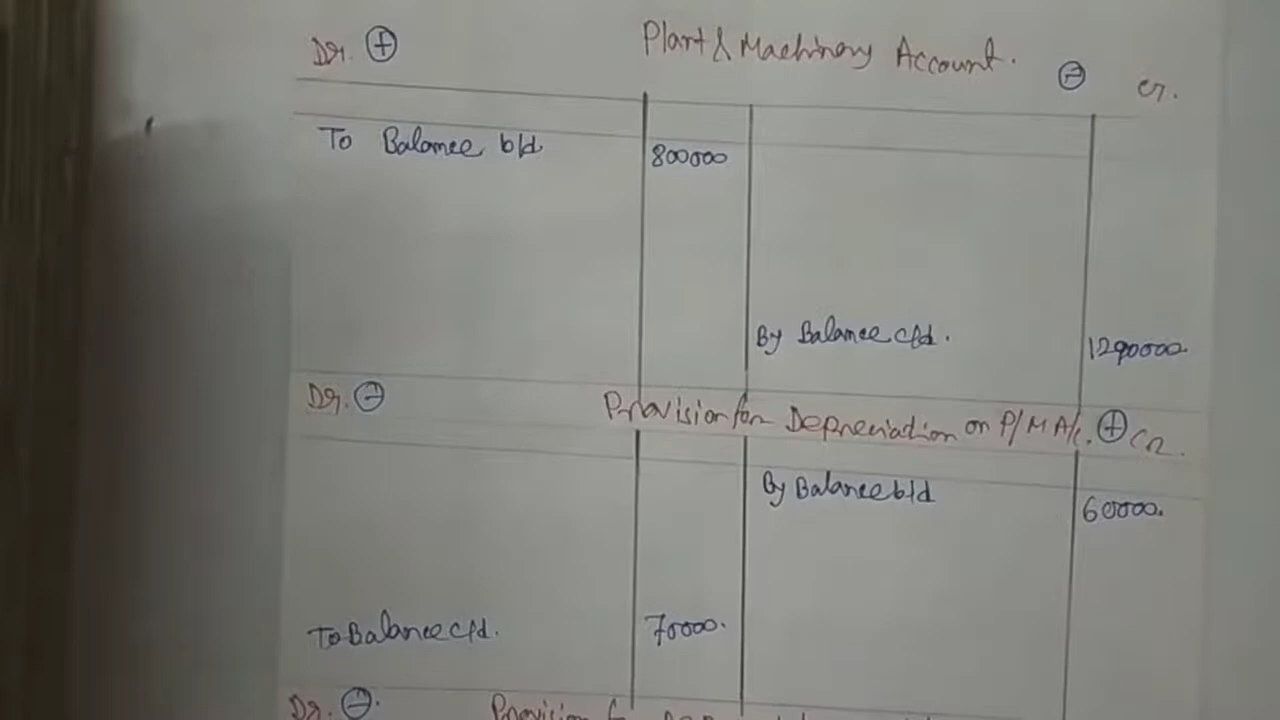 Dr. + Plant & Machinery Account. - Cr.
To Balance b/d 800000
By Balance c/d. 1290000
Dr. - Provision for Depreciation on P/M A/c. + Cr.
By Balance b/d 60000.
To Balance c/d. 70000.
Dr. -